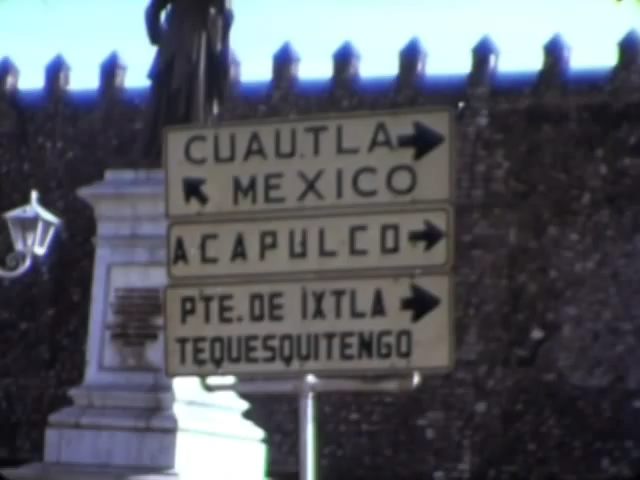 CUAUTLA
MEXICO
ACAPULCO
PTE. DE IXTLA
TEQUESQUITENGO